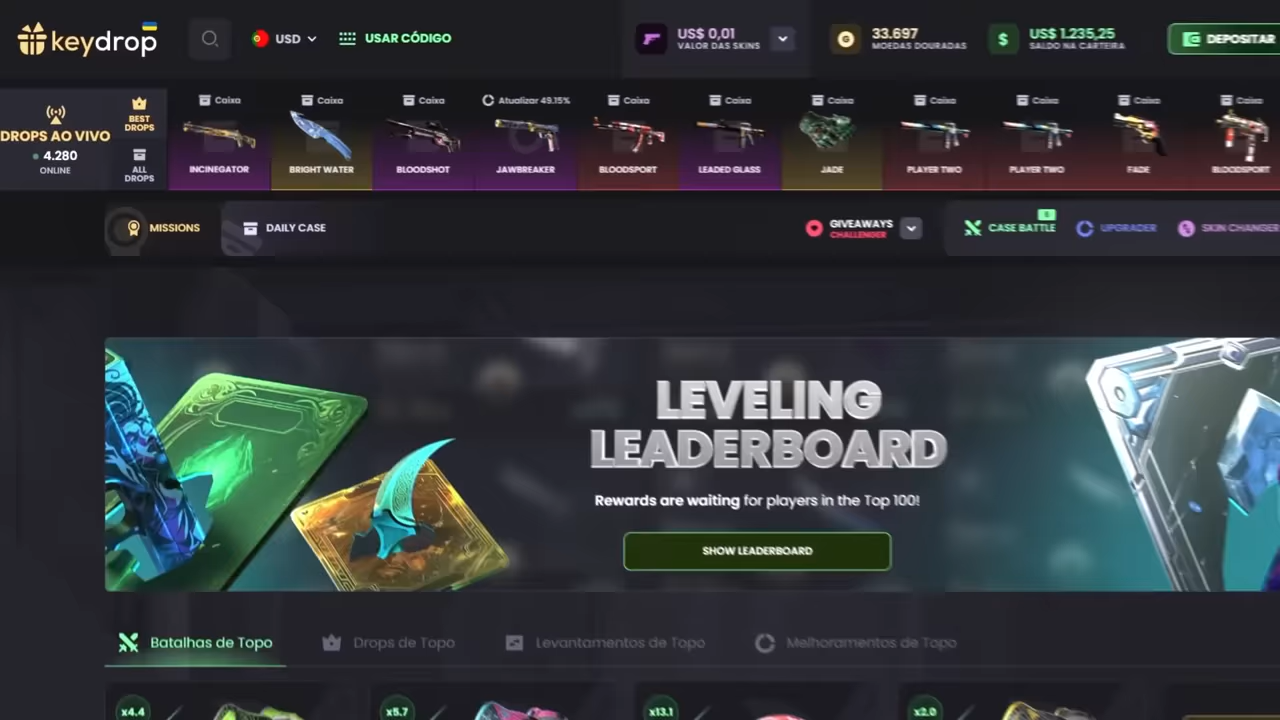 keydrop
USD
USAR CÓDIGO
US$ 0,01
VALOR DAS SKINS
33.697
MOEDAS DOURADAS
US$ 1.235,25
SALDO NA CARTEIRA
DEPOSITAR
DROPS AO VIVO
4.280
ONLINE
BEST
DROPS
ALL
DROPS
Caixa
INCINEGATOR
Caixa
BRIGHT WATER
Caixa
BLOODSHOT
Atualizar 49.15%
JAWBREAKER
Caixa
BLOODSPORT
Caixa
LEADED GLASS
Caixa
JADE
Caixa
PLAYER TWO
Caixa
PLAYER TWO
Caixa
FADE
Caixa
BLOODSPORT
MISSIONS
DAILY CASE
GIVEAWAYS
CHALLENGER
CASE BATTLE
UPGRADER
SKIN CHANGER
LEVELING
LEADERBOARD
Rewards are waiting for players in the Top 100!
SHOW LEADERBOARD
Batalhas de Topo
Drops de Topo
Levantamentos de Topo
Melhoramentos de Topo
x4.4
x5.7
x13.1
x2.0